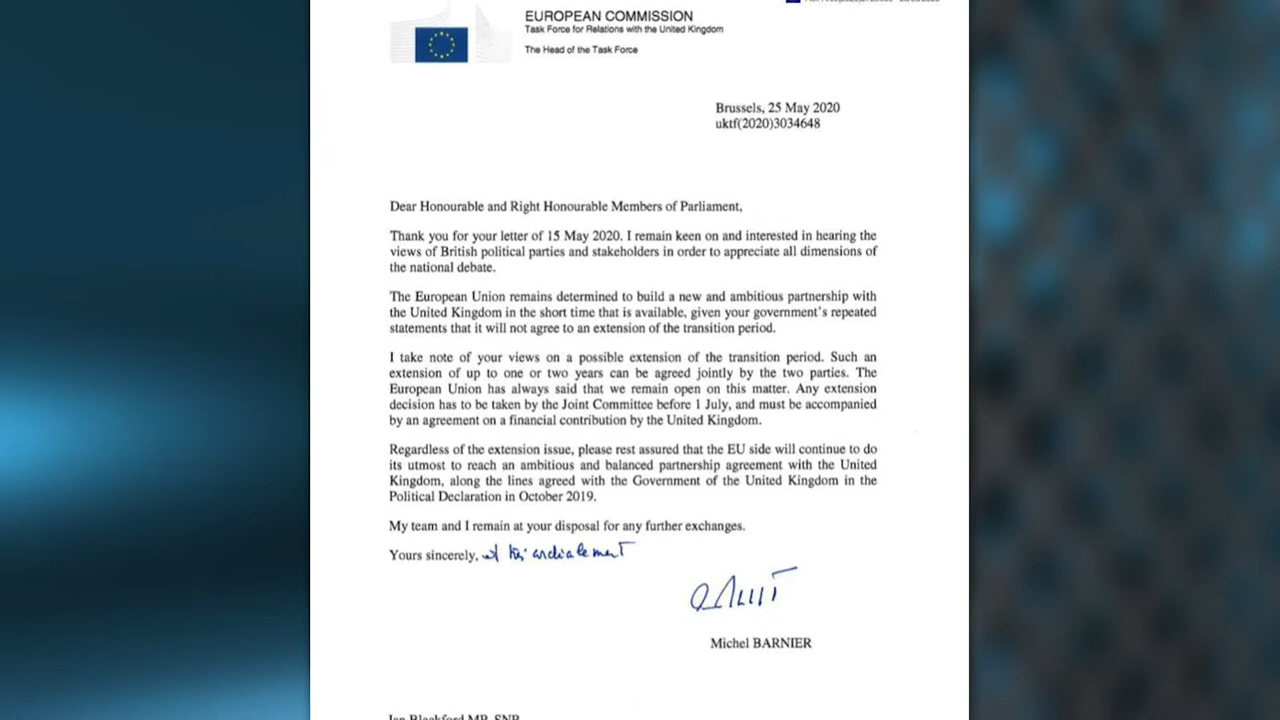 EUROPEAN COMMISSION
Task Force for Relations with the United Kingdom
The Head of the Task Force
Brussels, 25 May 2020
uktf(2020)3034648
Dear Honourable and Right Honourable Members of Parliament,
Thank you for your letter of 15 May 2020. I remain keen on and interested in hearing the
views of British political parties and stakeholders in order to appreciate all dimensions of
the national debate.
The European Union remains determined to build a new and ambitious partnership with
the United Kingdom in the short time that is available, given your government's repeated
statements that it will not agree to an extension of the transition period.
I take note of your views on a possible extension of the transition period. Such an
extension of up to one or two years can be agreed jointly by the two parties. The
European Union has always said that we remain open on this matter. Any extension
decision has to be taken by the Joint Committee before 1 July, and must be accompanied
by an agreement on a financial contribution by the United Kingdom.
Regardless of the extension issue, please rest assured that the EU side will continue to do
its utmost to reach an ambitious and balanced partnership agreement with the United
Kingdom, along the lines agreed with the Government of the United Kingdom in the
Political Declaration in October 2019.
My team and I remain at your disposal for any further exchanges.
Yours sincerely,
Michel BARNIER
Ian Blackford MP, SNP